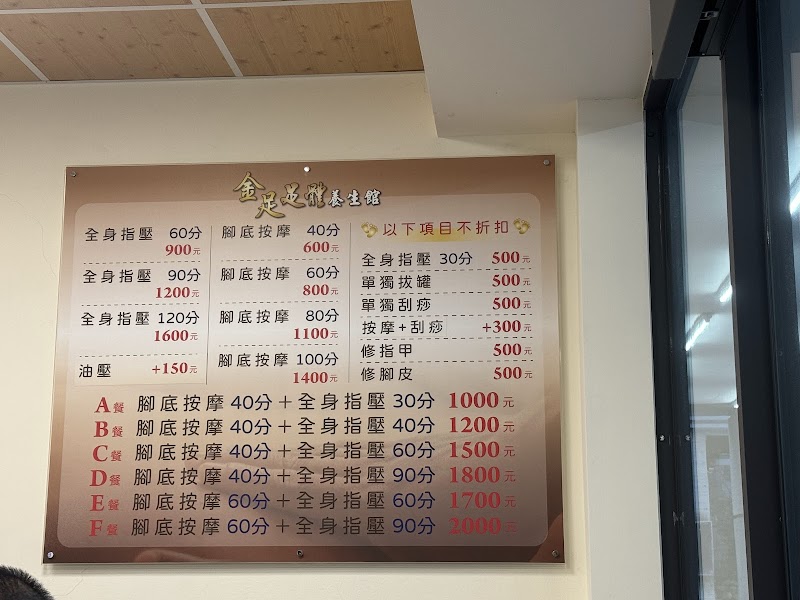 金足足體養生館
全身指壓 60分
900元
全身指壓 90分
1200元
全身指壓 120分
1600元
油壓 +150元
腳底按摩 40分
600元
腳底按摩 60分
800元
腳底按摩 80分
1100元
腳底按摩 100分
1400元
以下項目不折扣
全身指壓 30分 500元
單獨拔罐 500元
單獨刮痧 500元
按摩+刮痧 +300元
修指甲 500元
修腳皮 500元
A餐 腳底按摩40分+全身指壓30分 1000元
B餐 腳底按摩40分+全身指壓40分 1200元
C餐 腳底按摩40分+全身指壓60分 1500元
D餐 腳底按摩40分+全身指壓90分 1800元
E餐 腳底按摩60分+全身指壓60分 1700元
F餐 腳底按摩60分+全身指壓90分 2000元